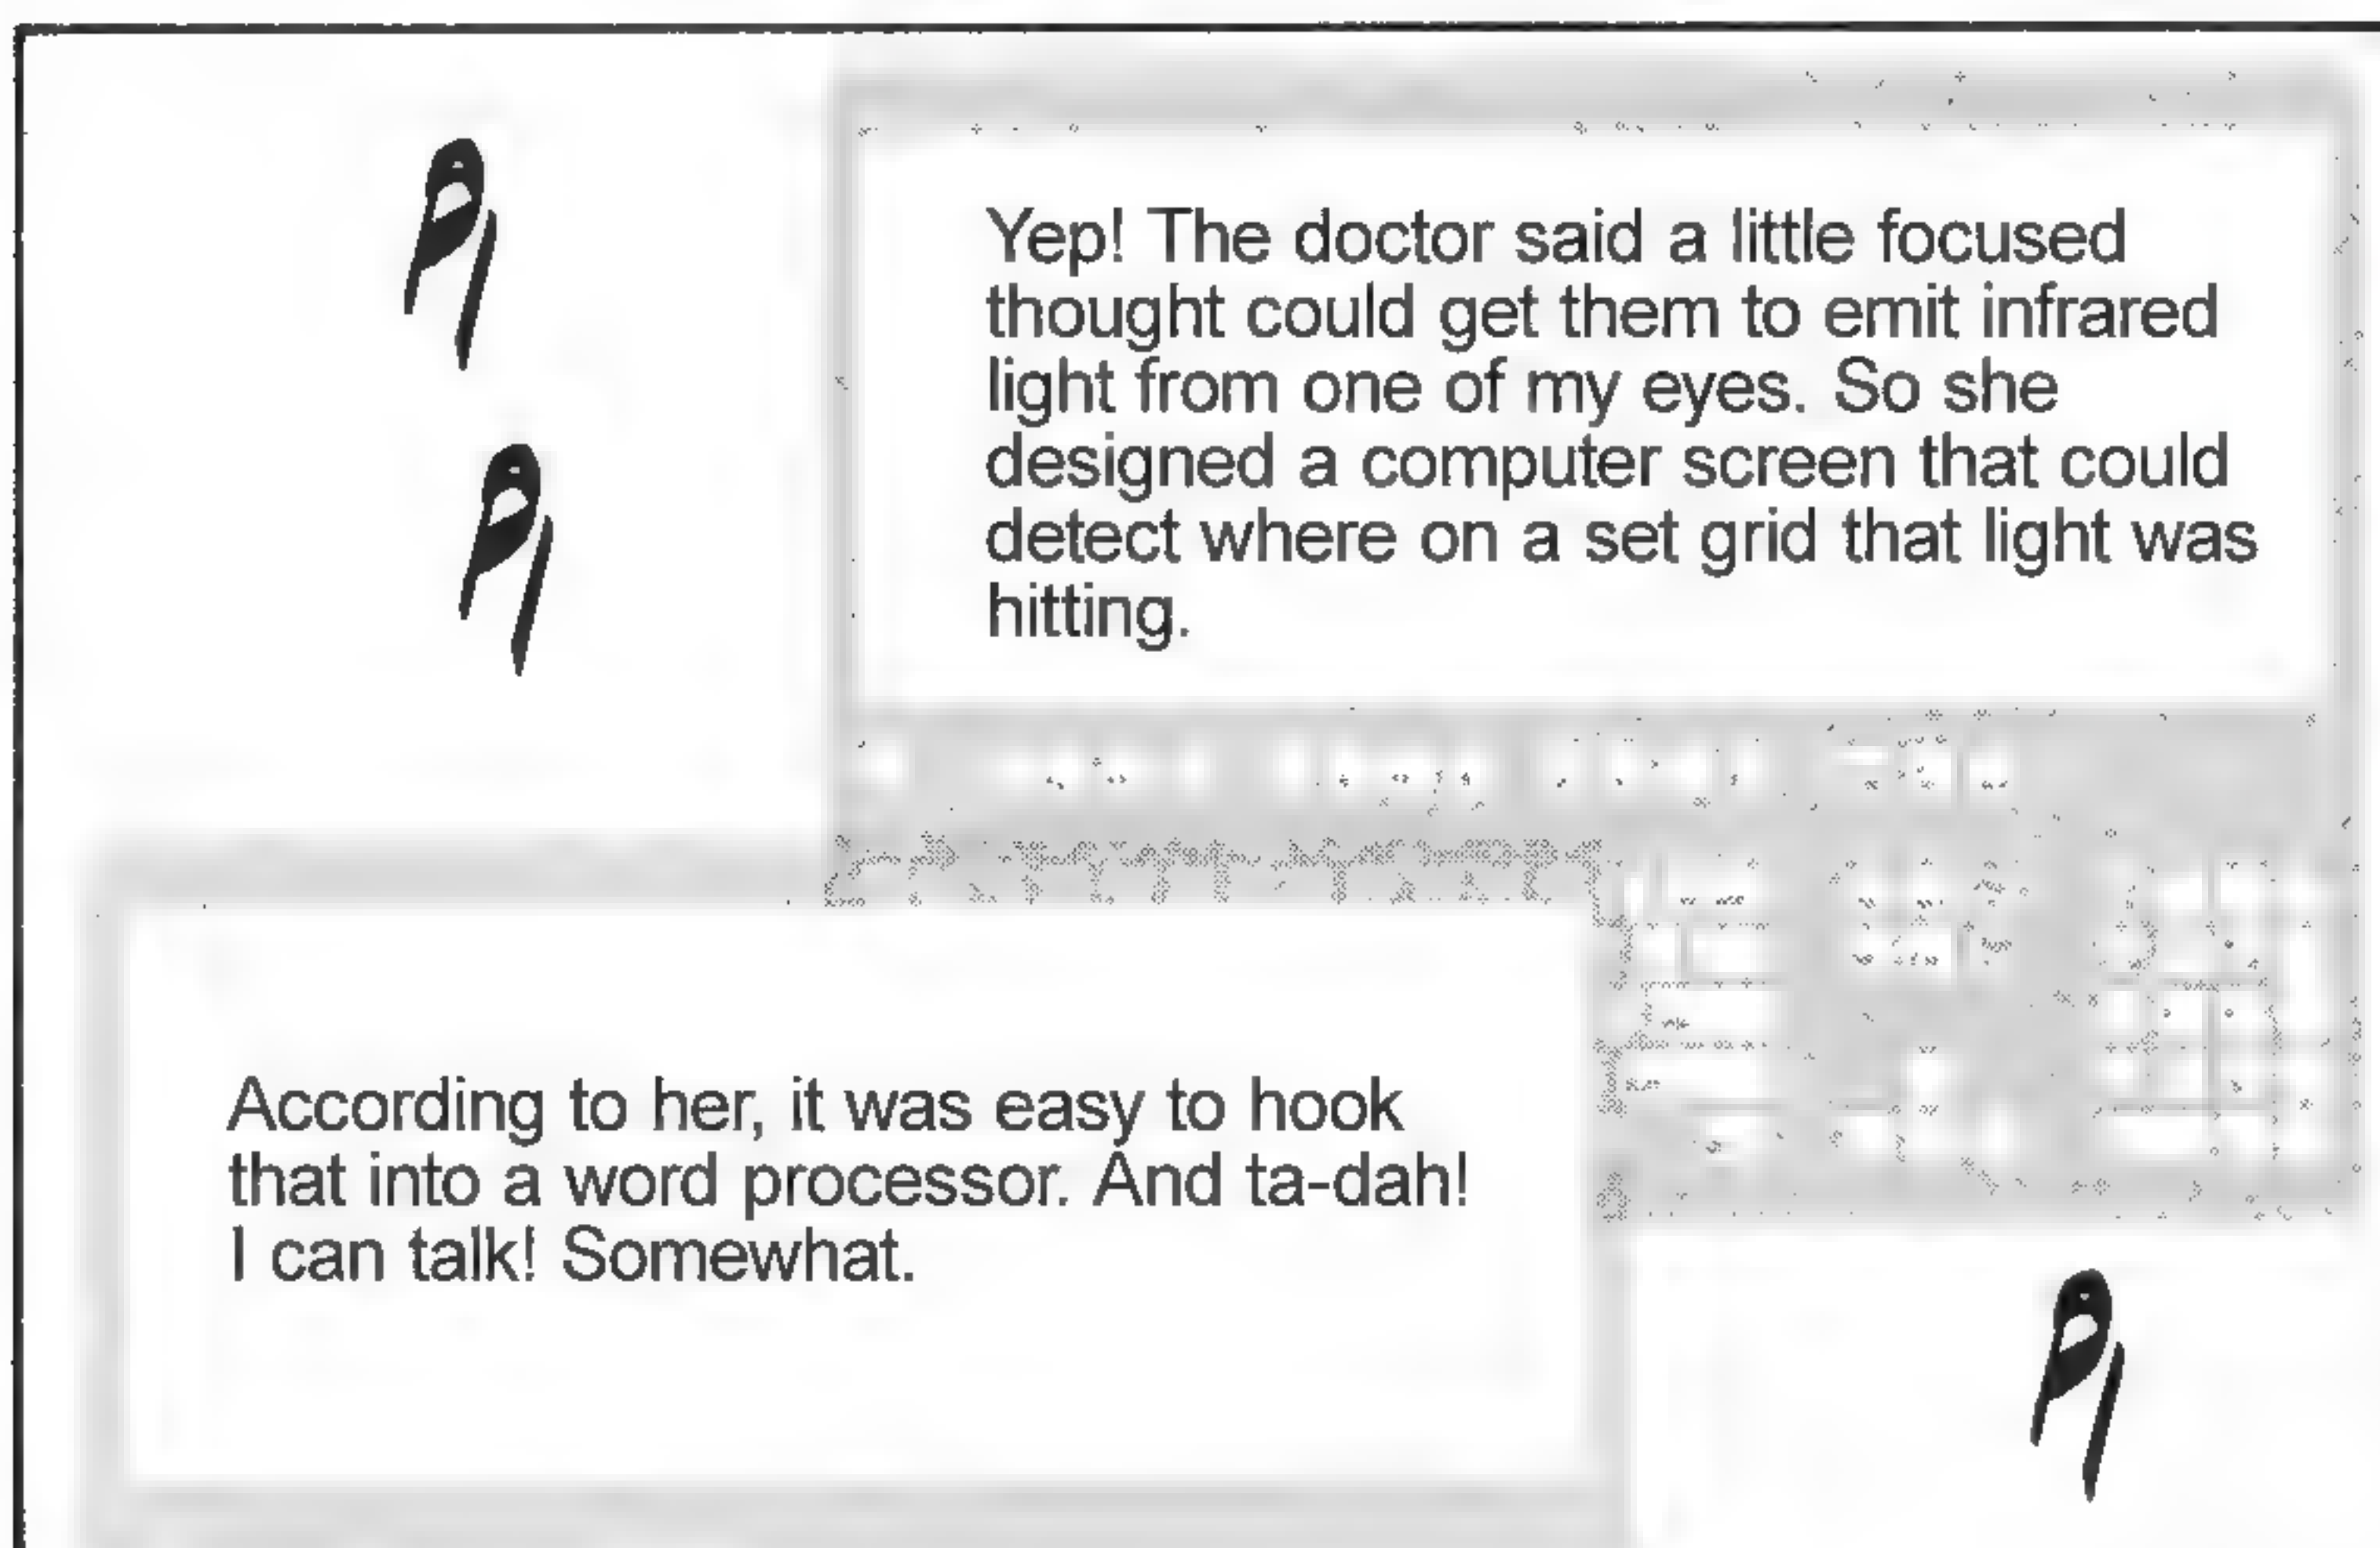 Yep! The doctor said a little focused
thought could get them to emit infrared
light from one of my eyes. So she
designed a computer screen that could
detect where on a set grid that light was
hitting.
According to her, it was easy to hook
that into a word processor. And ta-dah!
I can talk! Somewhat.